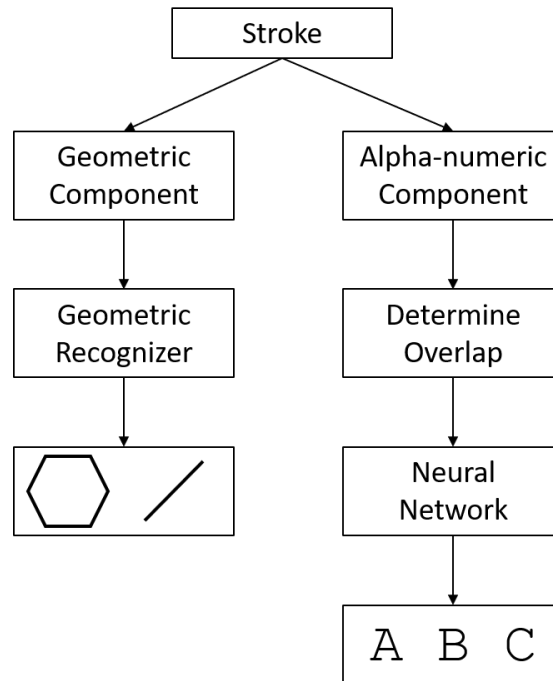 Stroke
Geometric
Component
Alpha-numeric
Component
Geometric
Recognizer
Determine
Overlap
Neural
Network
A B C